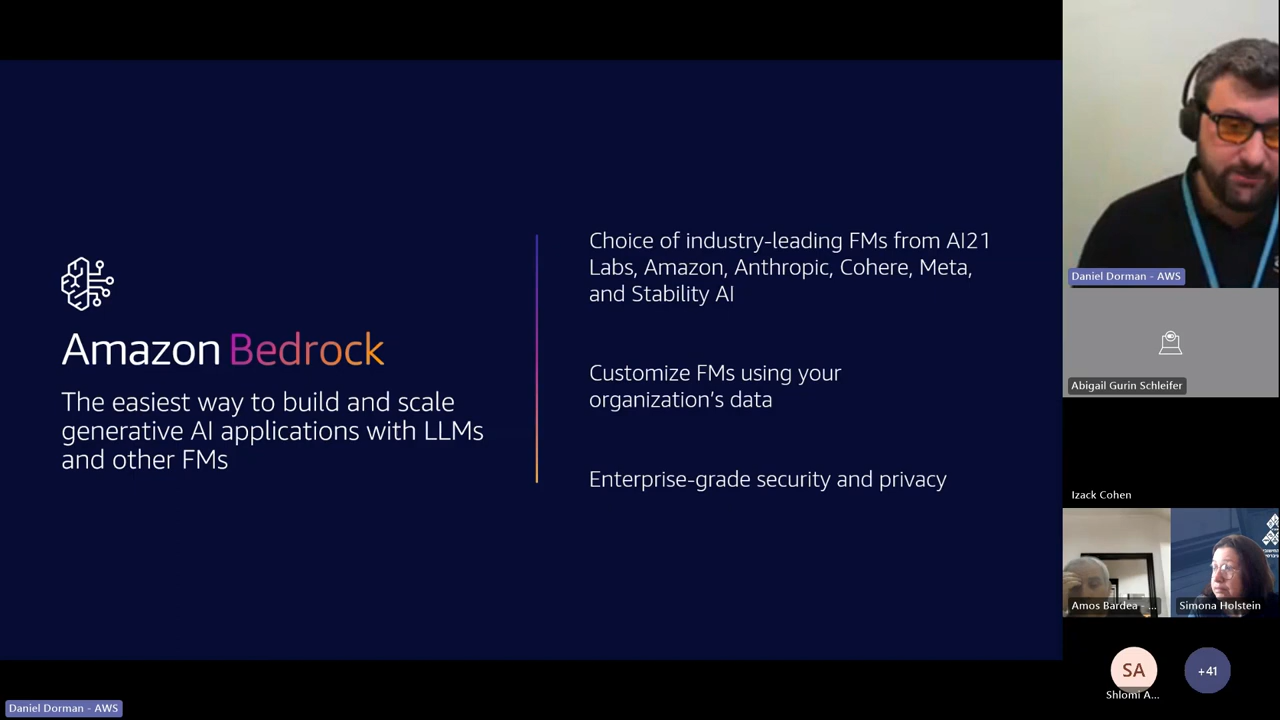 Amazon Bedrock
The easiest way to build and scale
generative AI applications with LLMs
and other FMs
Choice of industry-leading FMs from AI21
Labs, Amazon, Anthropic, Cohere, Meta,
and Stability AI
Customize FMs using your
organization's data
Enterprise-grade security and privacy
Daniel Dorman - AWS
Abigail Gurin Schleifer
Izack Cohen
Amos Bardea - ...
Simona Holstein
SA
+41
Shlomi A...
Daniel Dorman - AWS